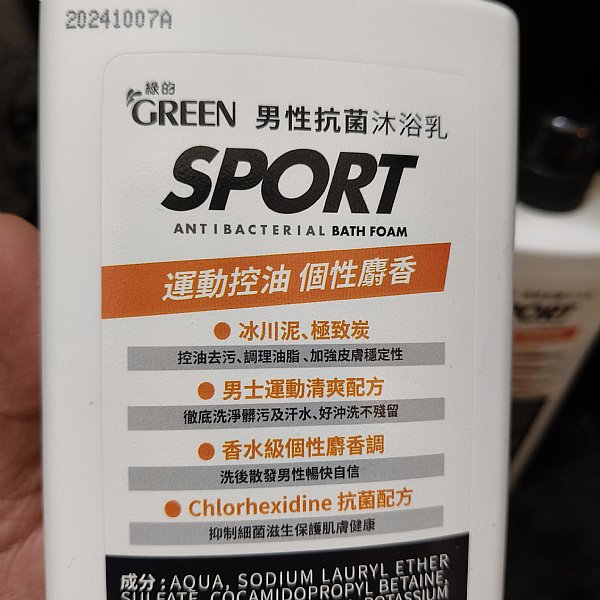 20241007A
綠的
GREEN 男性抗菌沐浴乳
SPORT
ANTIBACTERIAL BATH FOAM
運動控油 個性麝香
● 冰川泥、極致炭
控油去污、調理油脂、加強皮膚穩定性
● 男士運動清爽配方
徹底洗淨髒污及汗水、好沖洗不殘留
● 香水級個性麝香調
洗後散發男性暢快自信
● Chlorhexidine 抗菌配方
抑制細菌滋生保護肌膚健康
成分：AQUA, SODIUM LAURYL ETHER
SULFATE, COCAMIDOPROPYL BETAINE,
POTASSIUM